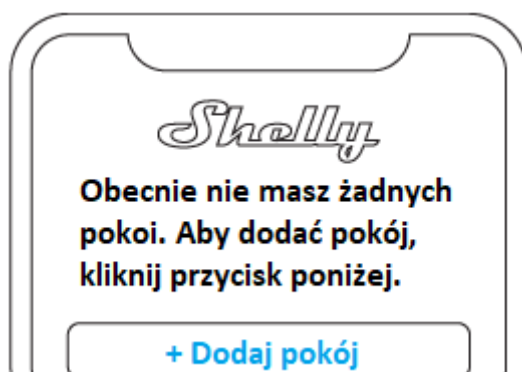 Shelly
Obecnie nie masz żadnych
pokoi. Aby dodać pokój,
kliknij przycisk poniżej.
+ Dodaj pokój